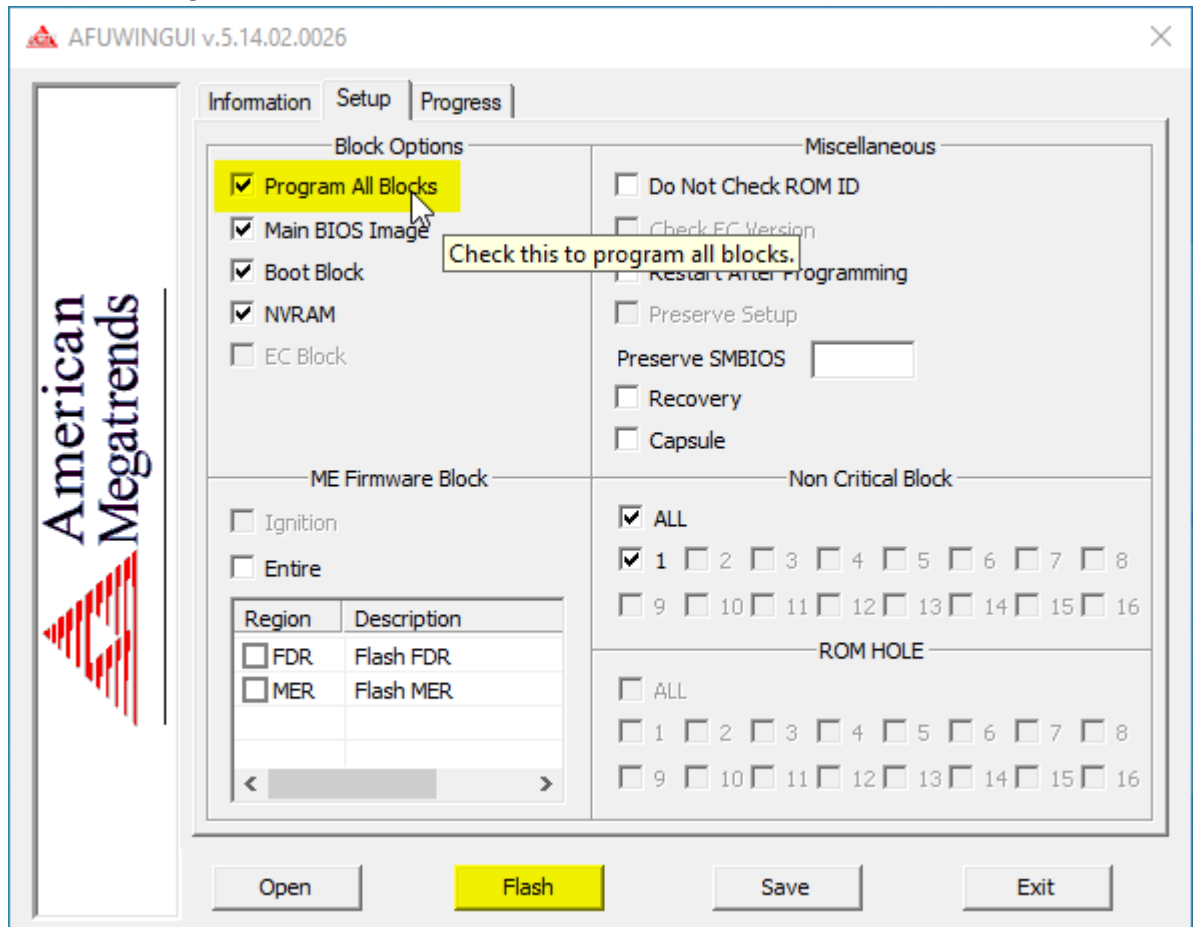 AFUWINGUI v.5.14.02.0026
American
Megatrends
Information Setup Progress
Block Options
Program All Blocks
Main BIOS Image
Boot Block
NVRAM
EC Block
Miscellaneous
Do Not Check ROM ID
Check EC Version
Check this to program all blocks.
Restart After Programming
Preserve Setup
Preserve SMBIOS
Recovery
Capsule
ME Firmware Block
Ignition
Entire
Region Description
FDR Flash FDR
MER Flash MER
Non Critical Block
ALL
1 2 3 4 5 6 7 8
9 10 11 12 13 14 15 16
ROM HOLE
ALL
1 2 3 4 5 6 7 8
9 10 11 12 13 14 15 16
Open Flash Save Exit